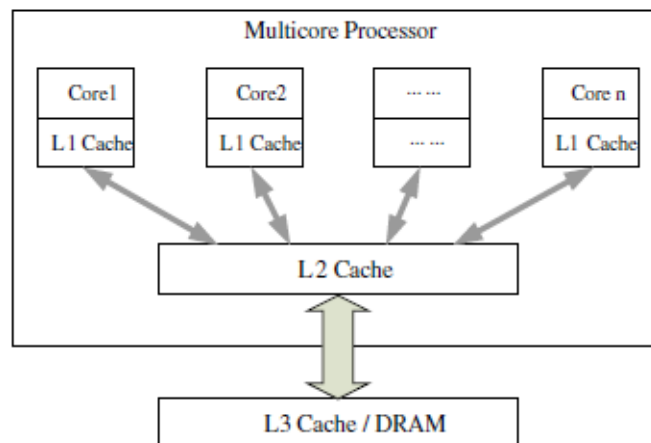 Multicore Processor
Core1 Core2 ... ... Core n
L1 Cache L1 Cache ... ... L1 Cache
L2 Cache
L3 Cache / DRAM